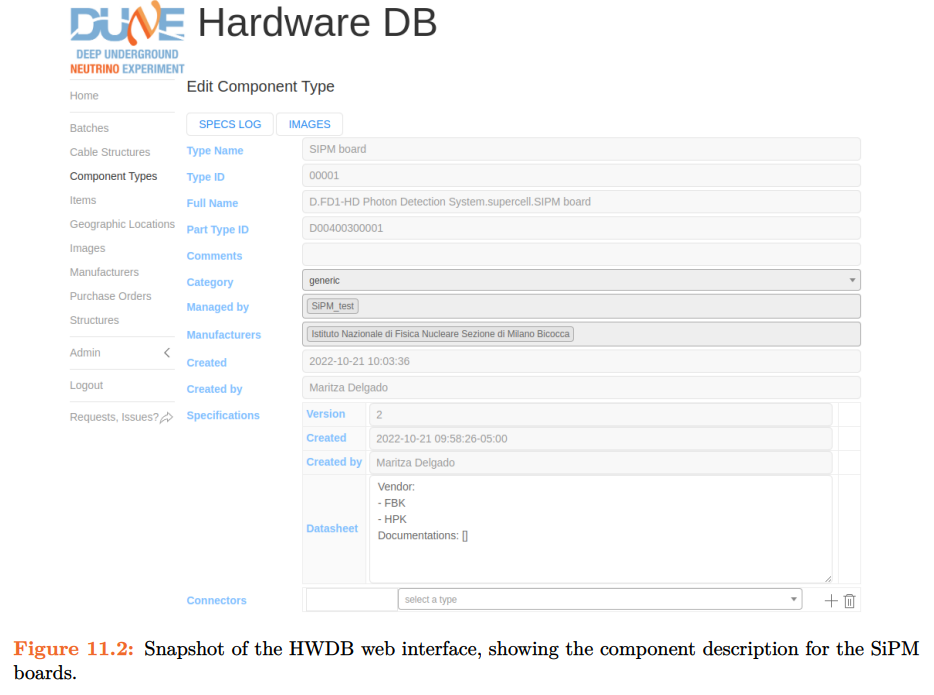 DUNE Hardware DB
DEEP UNDERGROUND
NEUTRINO EXPERIMENT
Edit Component Type
Home
SPECS LOG IMAGES
Batches
Cable Structures
Component Types
Items
Geographic Locations
Images
Manufacturers
Purchase Orders
Structures
Admin
Logout
Requests, Issues?
Type Name SIPM board
Type ID 00001
Full Name D.FD1-HD Photon Detection System.supercell.SIPM board
Part Type ID D00400300001
Comments
Category generic
Managed by SiPM_test
Manufacturers Istituto Nazionale di Fisica Nucleare Sezione di Milano Bicocca
Created 2022-10-21 10:03:36
Created by Maritza Delgado
Specifications Version 2
Created 2022-10-21 09:58:26-05:00
Created by Maritza Delgado
Datasheet
Vendor:
- FBK
- HPK
Documentations: []
Connectors select a type
Figure 11.2: Snapshot of the HWDB web interface, showing the component description for the SiPM
boards.